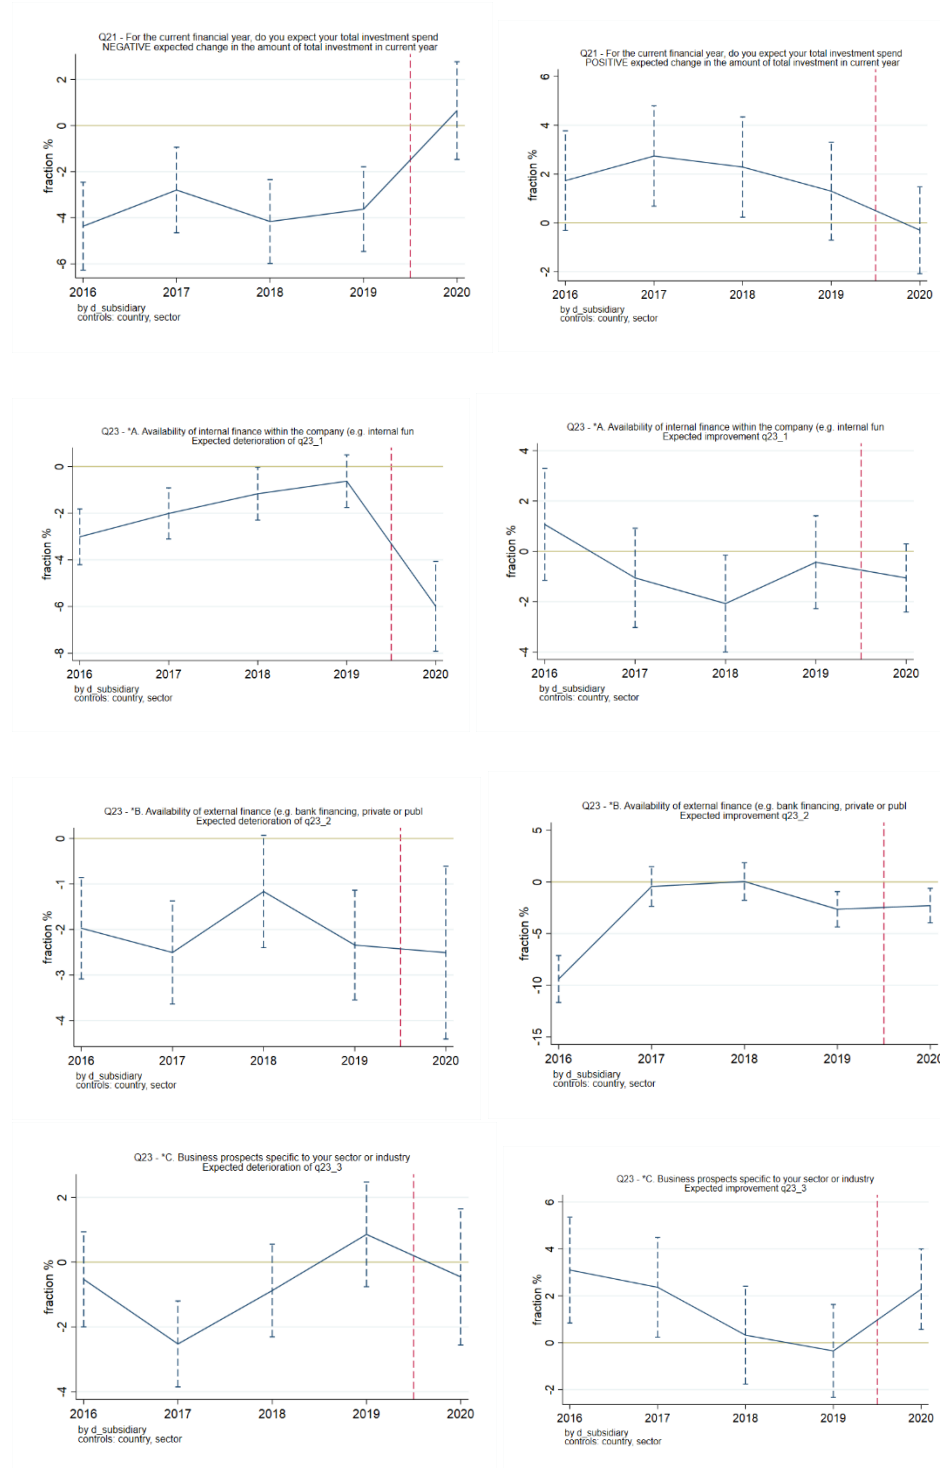 Q21 - For the current financial year, do you expect your total investment spend
NEGATIVE expected change in the amount of total investment in current year
fraction %
2
0
-2
-4
-6
2016 2017 2018 2019 2020
by d_subsidiary
controls: country, sector
Q21 - For the current financial year, do you expect your total investment spend
POSITIVE expected change in the amount of total investment in current year
fraction %
6
4
2
0
-2
2016 2017 2018 2019 2020
by d_subsidiary
controls: country, sector
Q23 - *A. Availability of internal finance within the company (e.g. internal fun
Expected deterioration of q23_1
fraction %
0
-2
-4
-6
-8
2016 2017 2018 2019 2020
by d_subsidiary
controls: country, sector
Q23 - *A. Availability of internal finance within the company (e.g. internal fun
Expected improvement q23_1
fraction %
4
2
0
-2
-4
2016 2017 2018 2019 2020
by d_subsidiary
controls: country, sector
Q23 - *B. Availability of external finance (e.g. bank financing, private or publ
Expected deterioration of q23_2
fraction %
0
-1
-2
-3
-4
2016 2017 2018 2019 2020
by d_subsidiary
controls: country, sector
Q23 - *B. Availability of external finance (e.g. bank financing, private or publ
Expected improvement q23_2
fraction %
5
0
-5
-10
-15
2016 2017 2018 2019 2020
by d_subsidiary
controls: country, sector
Q23 - *C. Business prospects specific to your sector or industry
Expected deterioration of q23_3
fraction %
2
0
-2
-4
2016 2017 2018 2019 2020
by d_subsidiary
controls: country, sector
Q23 - *C. Business prospects specific to your sector or industry
Expected improvement q23_3
fraction %
6
4
2
0
-2
2016 2017 2018 2019 2020
by d_subsidiary
controls: country, sector